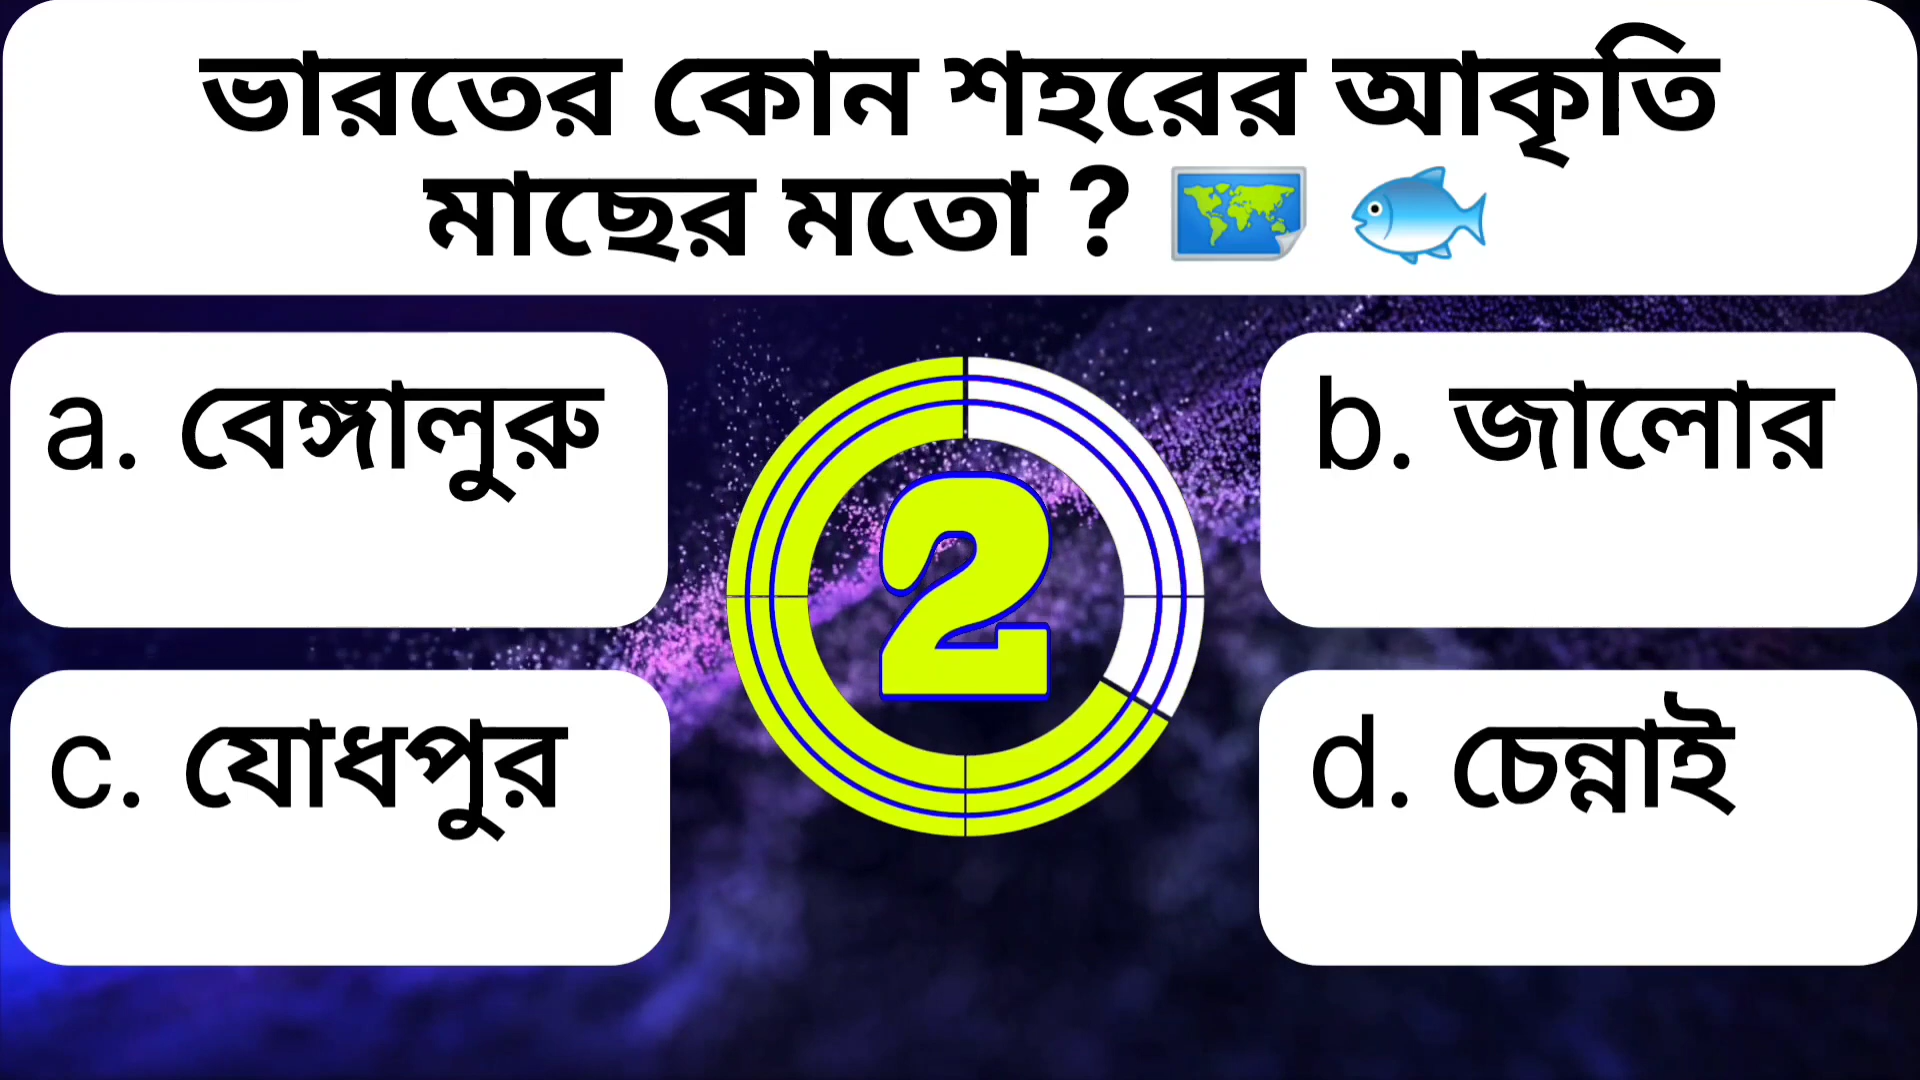 ভারতের কোন শহরের আকৃতি
মাছের মতো ? 🗺️ 🐟
a. বেঙ্গালুরু
b. জালোর
2
c. যোধপুর
d. চেন্নাই